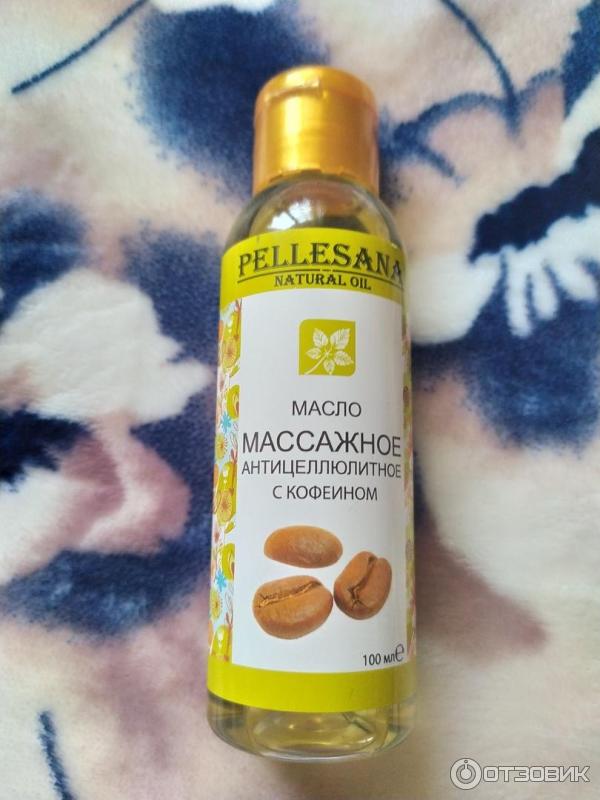 PELLESANA
NATURAL OIL
МАСЛО
МАССАЖНОЕ
АНТИЦЕЛЛЮЛИТНОЕ
С КОФЕИНОМ
100 мл℮
ОТЗОВИК